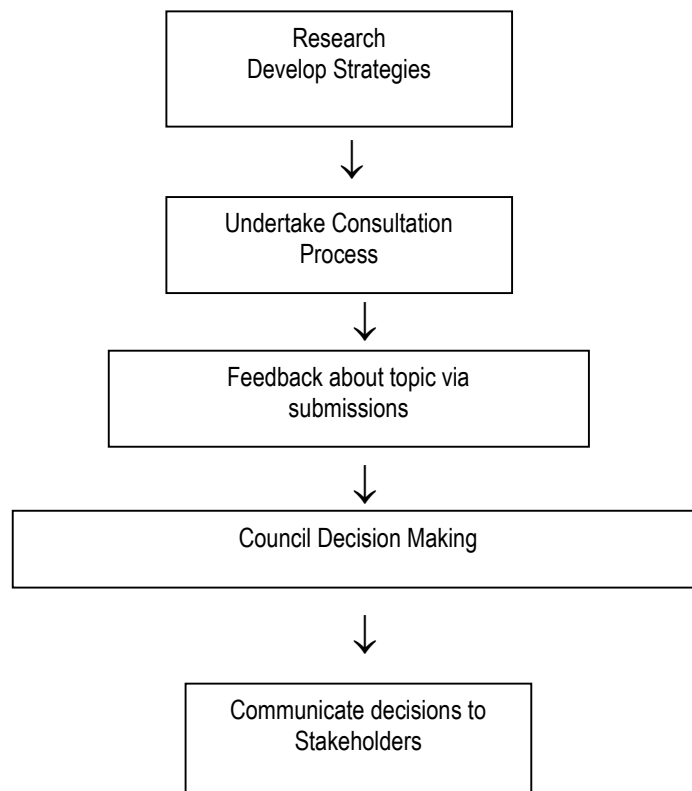 Research
Develop Strategies
Undertake Consultation
Process
Feedback about topic via
submissions
Council Decision Making
Communicate decisions to
Stakeholders